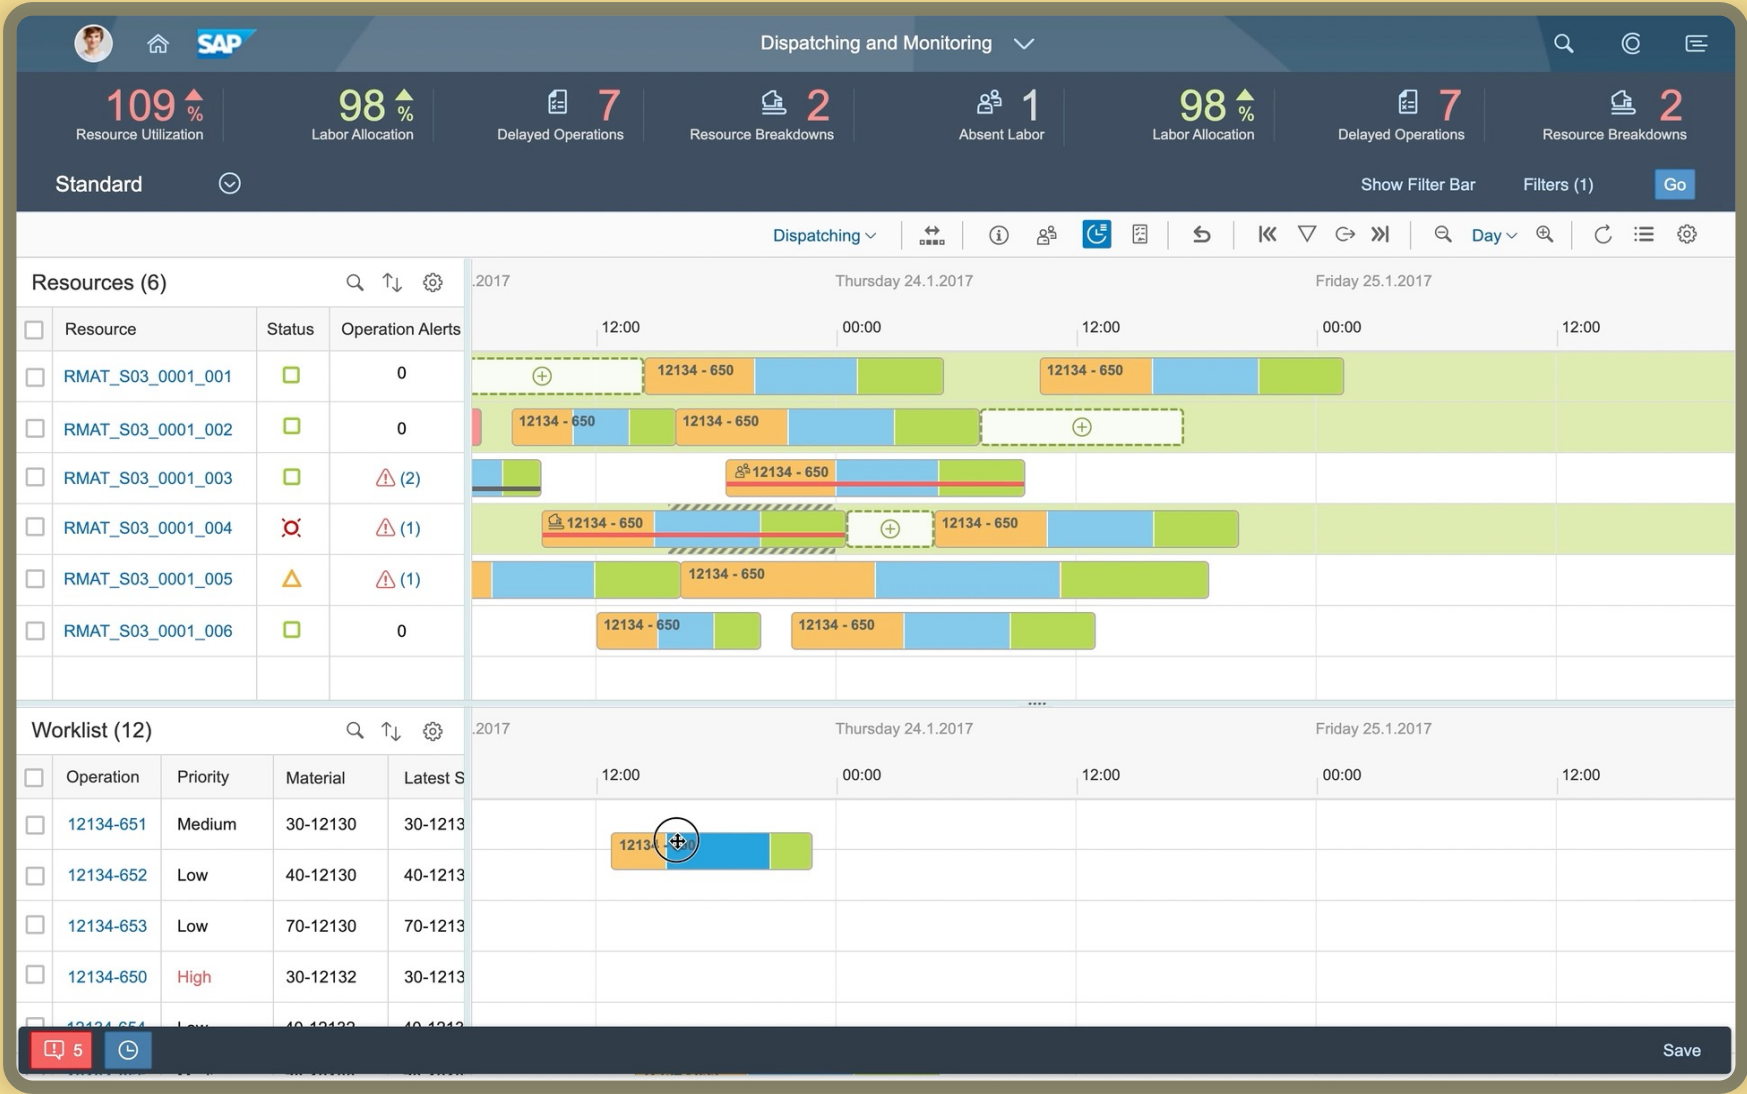 SAP
Dispatching and Monitoring
109 %
Resource Utilization
98 %
Labor Allocation
7
Delayed Operations
2
Resource Breakdowns
1
Absent Labor
98 %
Labor Allocation
7
Delayed Operations
2
Resource Breakdowns
Standard
Show Filter Bar
Filters (1)
Go
Dispatching
Day
Resources (6)
.2017
Thursday 24.1.2017
Friday 25.1.2017
Resource Status Operation Alerts
12:00 00:00 12:00 00:00 12:00
RMAT_S03_0001_001 0 12134 - 650 12134 - 650
RMAT_S03_0001_002 0 12134 - 650 12134 - 650
RMAT_S03_0001_003 (2) 12134 - 650
RMAT_S03_0001_004 (1) 12134 - 650 12134 - 650
RMAT_S03_0001_005 (1) 12134 - 650
RMAT_S03_0001_006 0 12134 - 650 12134 - 650
Worklist (12)
.2017
Thursday 24.1.2017
Friday 25.1.2017
Operation Priority Material Latest S
12:00 00:00 12:00 00:00 12:00
12134-651 Medium 30-12130 30-1213
12134-652 Low 40-12130 40-1213
12134-653 Low 70-12130 70-1213
12134-650 High 30-12132 30-1213
5
Save